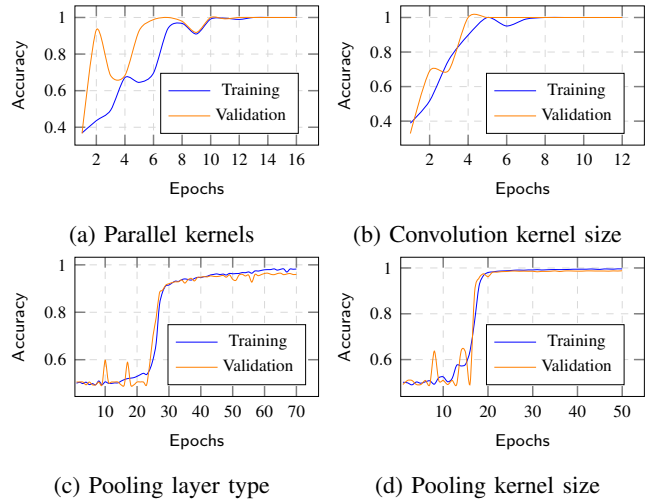 1
0.8
0.6
0.4
Accuracy
Training
Validation
2 4 6 8 10 12 14 16
Epochs
(a) Parallel kernels
1
0.8
0.6
0.4
Accuracy
Training
Validation
2 4 6 8 10 12
Epochs
(b) Convolution kernel size
1
0.8
0.6
Accuracy
Training
Validation
10 20 30 40 50 60 70
Epochs
(c) Pooling layer type
1
0.8
0.6
Accuracy
Training
Validation
10 20 30 40 50
Epochs
(d) Pooling kernel size